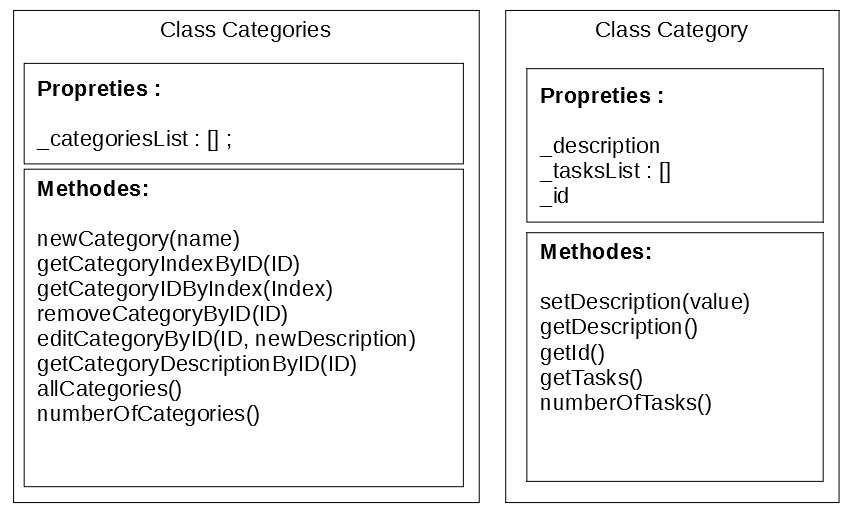 Class Categories
Propreties :
_categoriesList : [] ;
Methodes:
newCategory(name)
getCategoryIndexByID(ID)
getCategoryIDByIndex(Index)
removeCategoryByID(ID)
editCategoryByID(ID, newDescription)
getCategoryDescriptionByID(ID)
allCategories()
numberOfCategories()
Class Category
Propreties :
_description
_tasksList : []
_id
Methodes:
setDescription(value)
getDescription()
getId()
getTasks()
numberOfTasks()